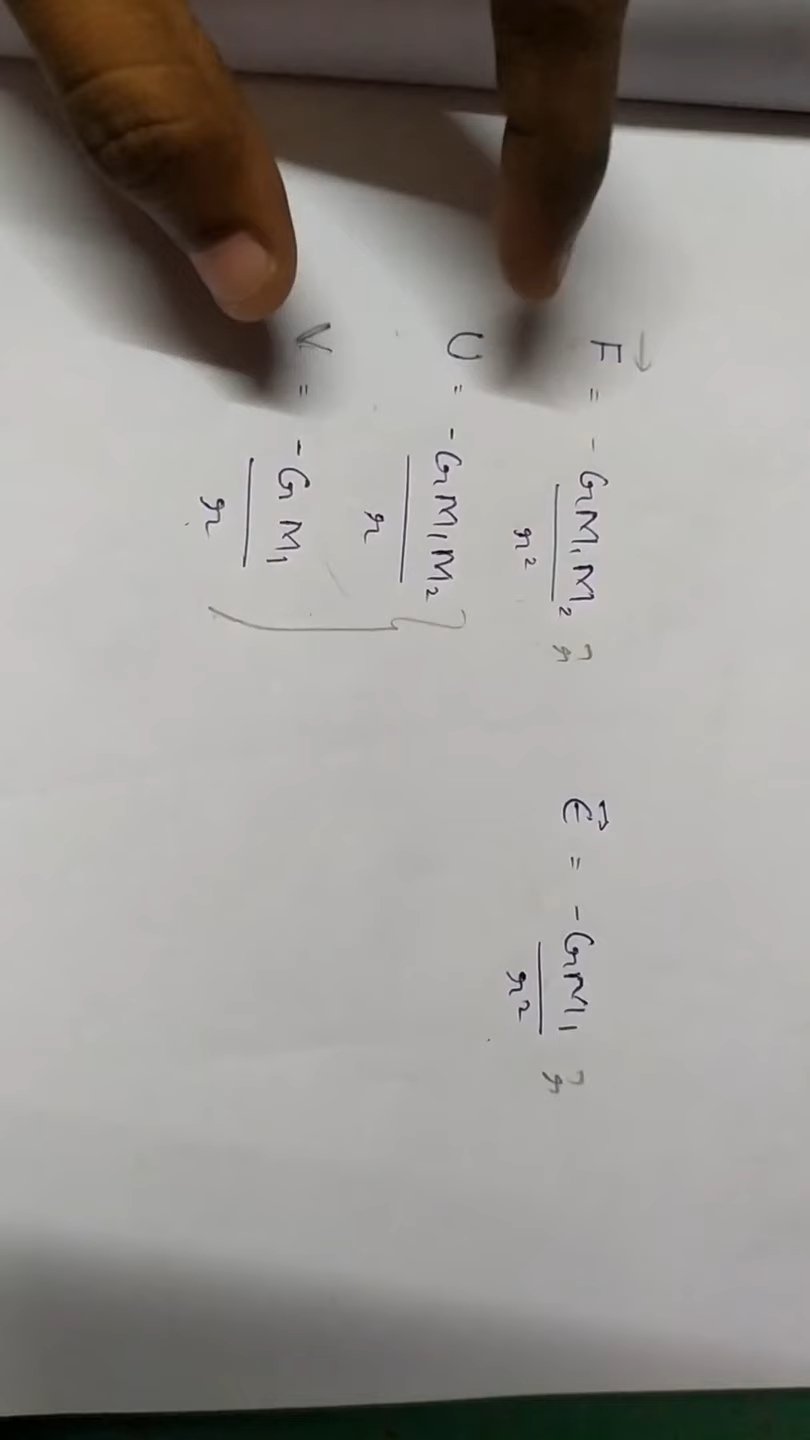 F⃗ = - GM₁M₂/r² r̂
E⃗ = - GM₁/r² r̂
U = - GM₁M₂/r
V = - GM₁/r